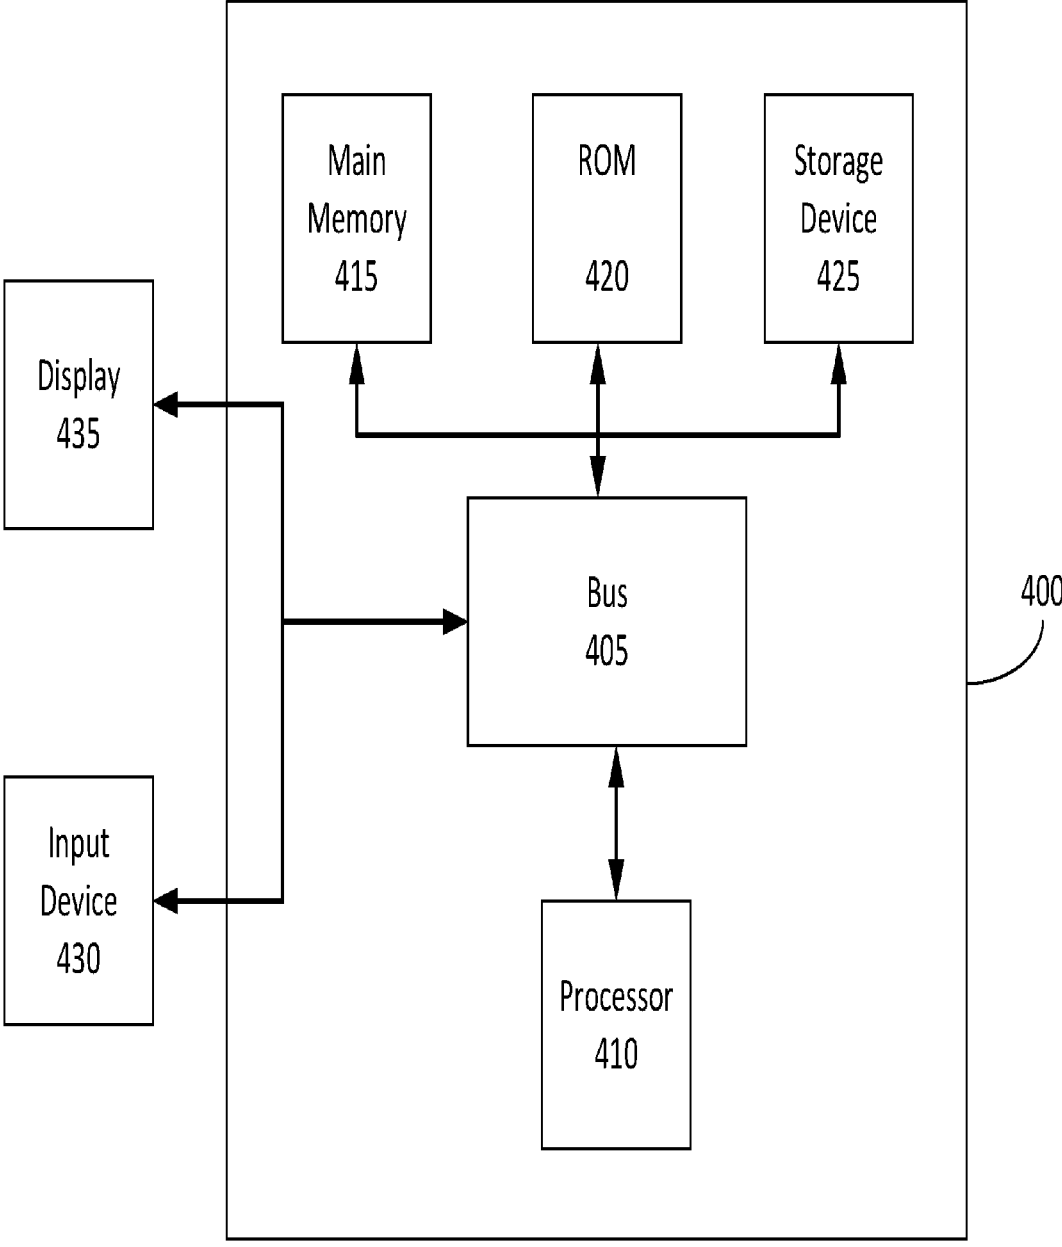 Main
Memory
415
ROM
420
Storage
Device
425
Display
435
Bus
405
400
Input
Device
430
Processor
410